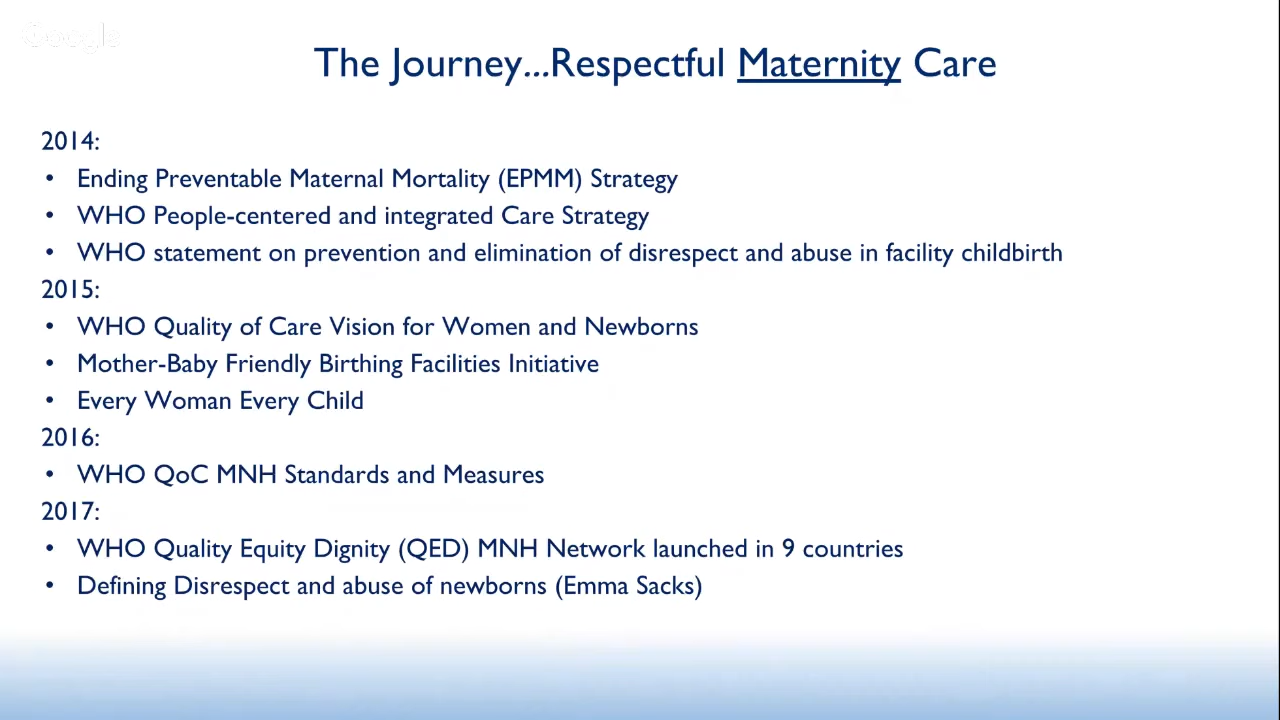 Google
The Journey...Respectful Maternity Care
2014:
• Ending Preventable Maternal Mortality (EPMM) Strategy
• WHO People-centered and integrated Care Strategy
• WHO statement on prevention and elimination of disrespect and abuse in facility childbirth
2015:
• WHO Quality of Care Vision for Women and Newborns
• Mother-Baby Friendly Birthing Facilities Initiative
• Every Woman Every Child
2016:
• WHO QoC MNH Standards and Measures
2017:
• WHO Quality Equity Dignity (QED) MNH Network launched in 9 countries
• Defining Disrespect and abuse of newborns (Emma Sacks)